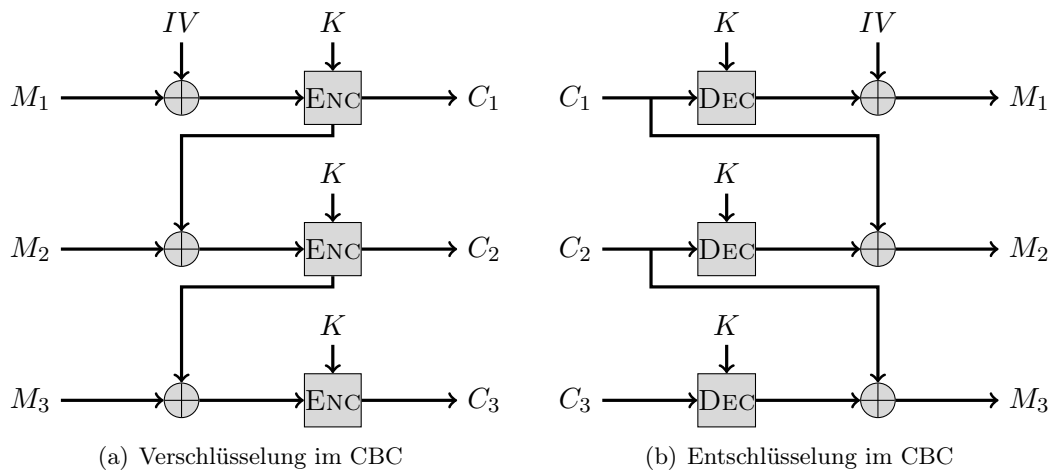 IV K
M₁ ENC C₁
K
M₂ ENC C₂
K
M₃ ENC C₃
(a) Verschlüsselung im CBC
K IV
C₁ DEC M₁
K
C₂ DEC M₂
K
C₃ DEC M₃
(b) Entschlüsselung im CBC